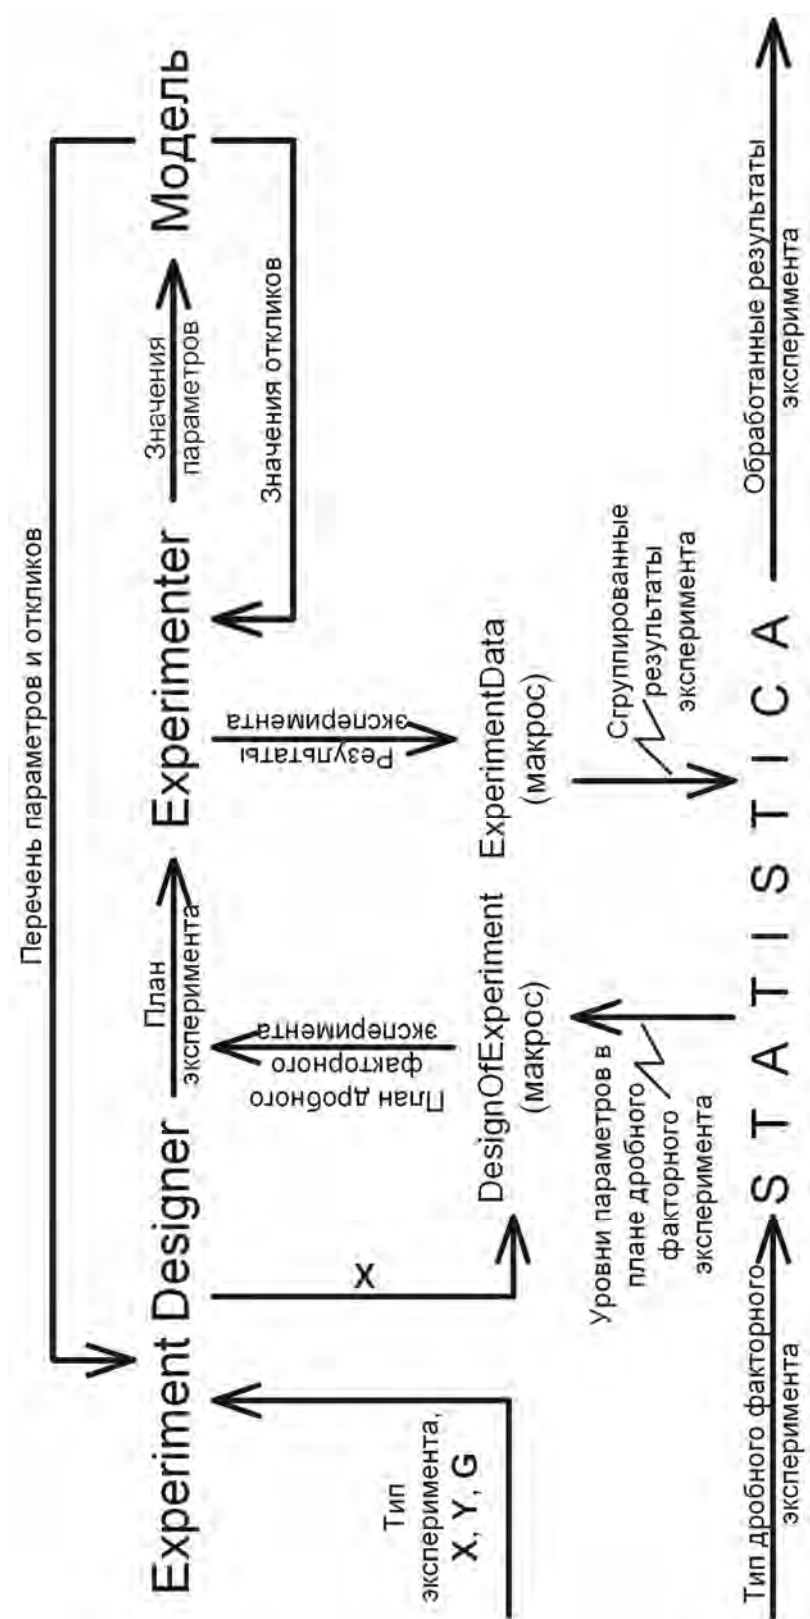 Перечень параметров и откликов
Experiment Designer
План
эксперимента
Experimenter
Значения
параметров
Модель
Значения откликов
Тип
эксперимента,
X, Y, G
X
План дробного
факторного
эксперимента
Результаты
эксперимента
DesignOfExperiment
(макрос)
ExperimentData
(макрос)
Уровни параметров в
плане дробного
факторного
эксперимента
Сгруппированные
результаты
эксперимента
Тип дробного факторного
эксперимента
S T A T I S T I C A
Обработанные результаты
эксперимента